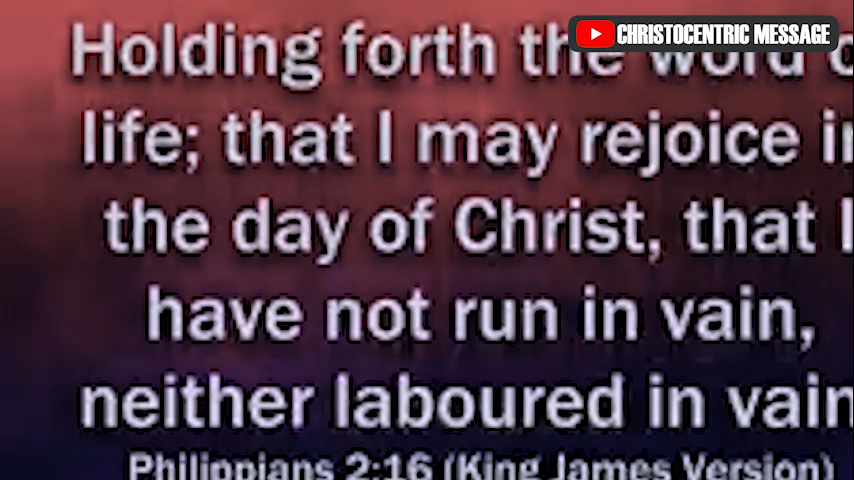 CHRISTOCENTRIC MESSAGE
Holding forth the word o
life; that I may rejoice in
the day of Christ, that I
have not run in vain,
neither laboured in vain
Philippians 2:16 (King James Version)